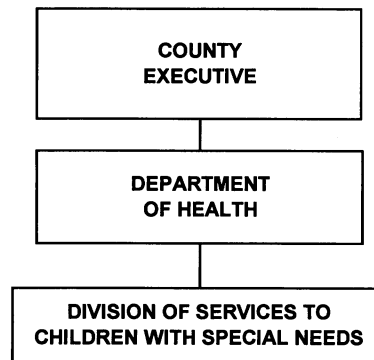 COUNTY
EXECUTIVE
DEPARTMENT
OF HEALTH
DIVISION OF SERVICES TO
CHILDREN WITH SPECIAL NEEDS